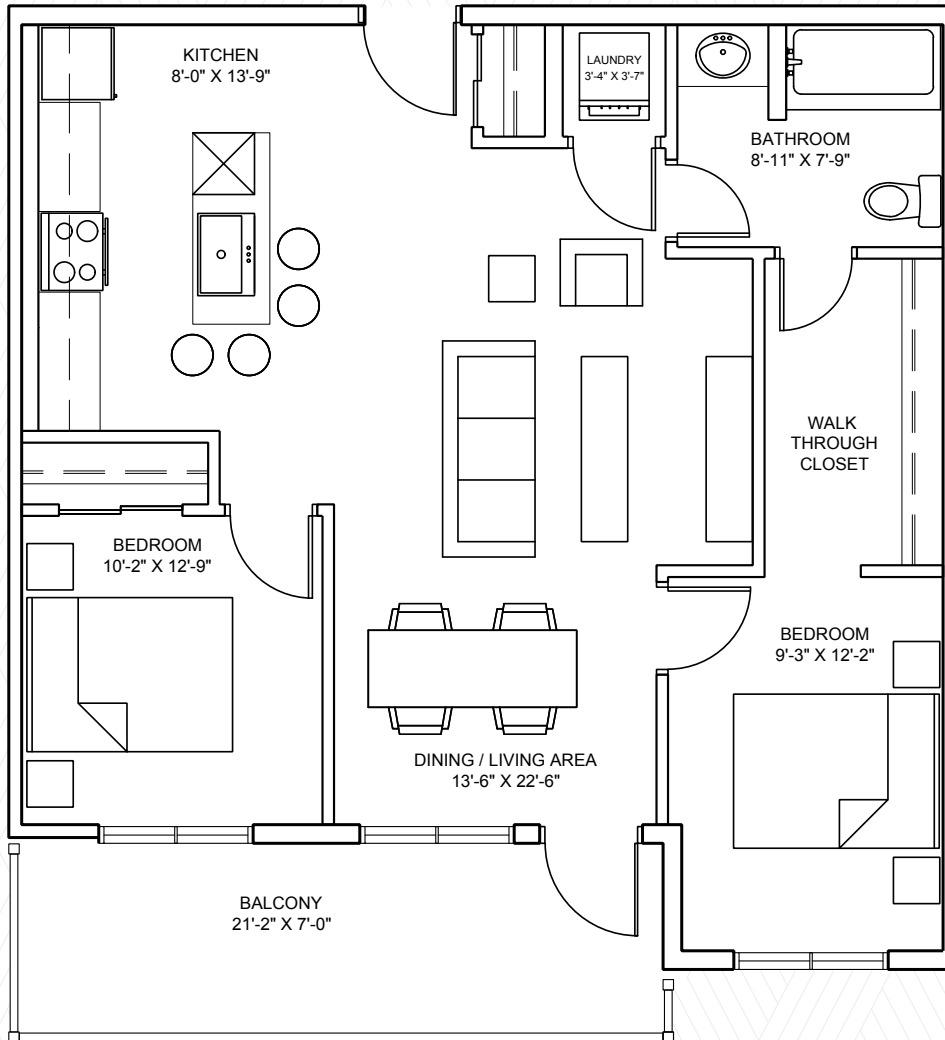 KITCHEN
8'-0" X 13'-9"
LAUNDRY
3'-4" X 3'-7"
BATHROOM
8'-11" X 7'-9"
WALK
THROUGH
CLOSET
BEDROOM
10'-2" X 12'-9"
BEDROOM
9'-3" X 12'-2"
DINING / LIVING AREA
13'-6" X 22'-6"
BALCONY
21'-2" X 7'-0"